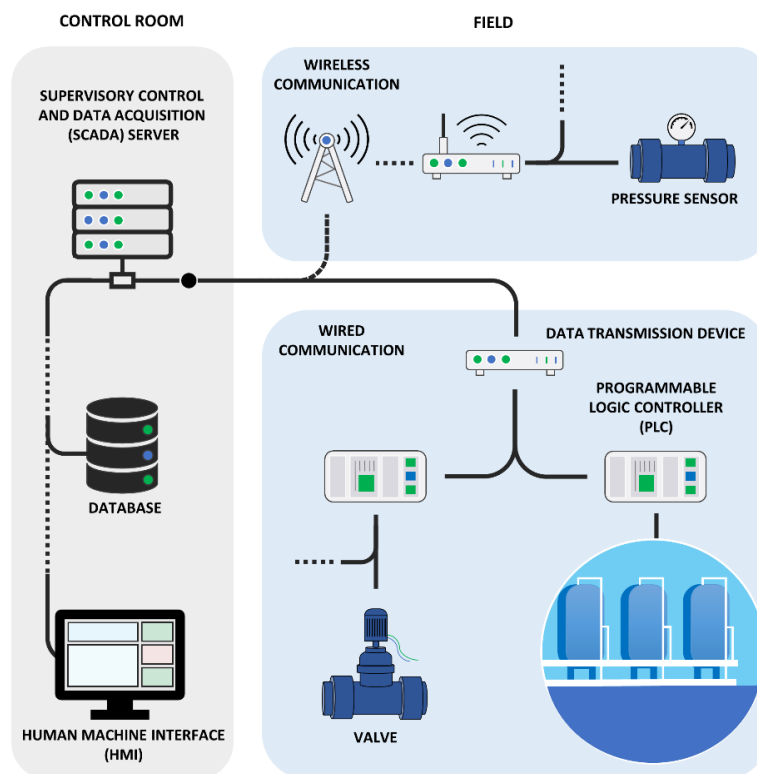 CONTROL ROOM
FIELD
SUPERVISORY CONTROL
AND DATA ACQUISITION
(SCADA) SERVER
WIRELESS
COMMUNICATION
PRESSURE SENSOR
WIRED
COMMUNICATION
DATA TRANSMISSION DEVICE
PROGRAMMABLE
LOGIC CONTROLLER
(PLC)
DATABASE
HUMAN MACHINE INTERFACE
(HMI)
VALVE